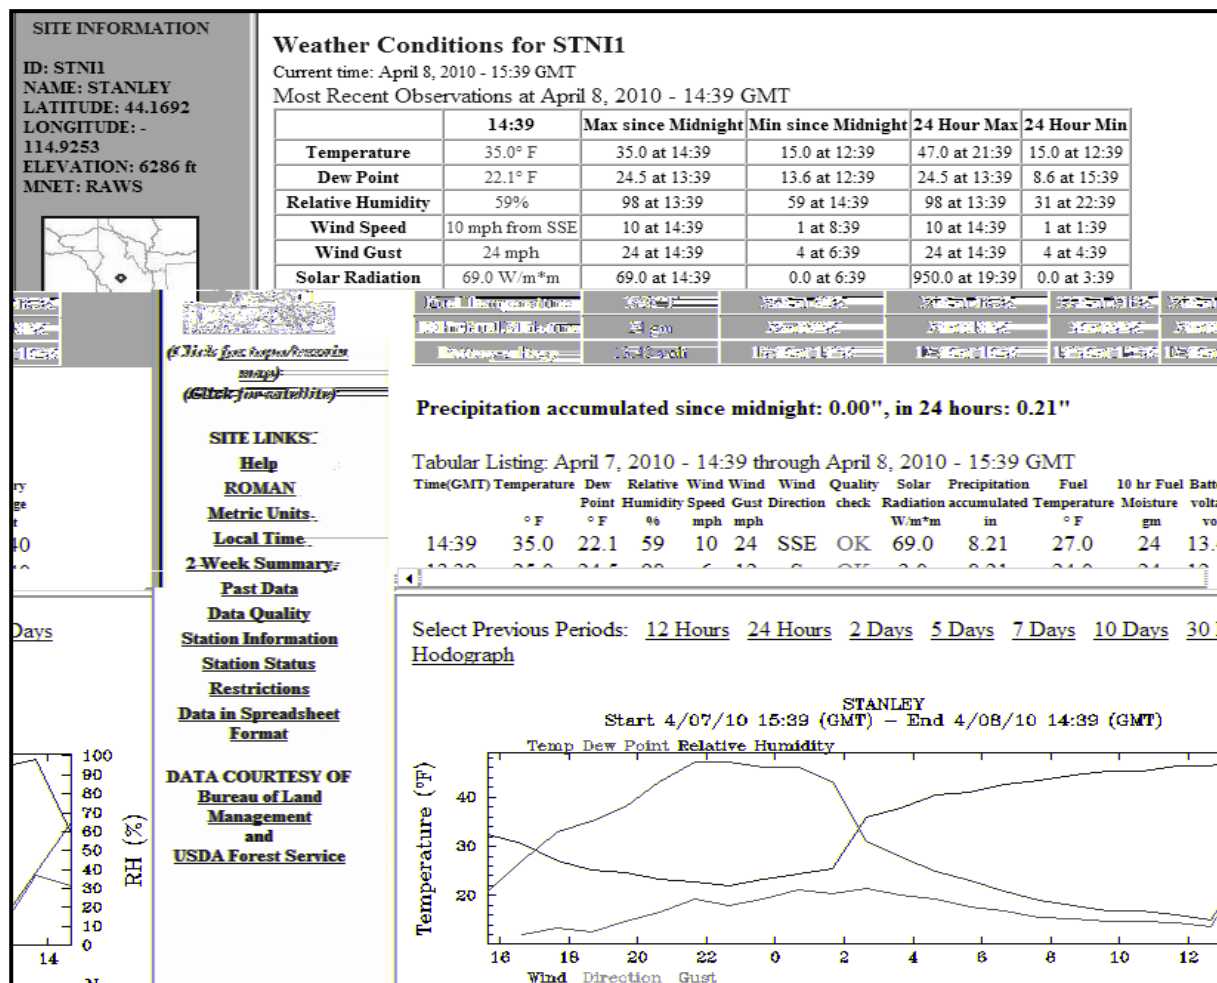 SITE INFORMATION
ID: STNI1
NAME: STANLEY
LATITUDE: 44.1692
LONGITUDE: -
114.9253
ELEVATION: 6286 ft
MNET: RAWS
Weather Conditions for STNI1
Current time: April 8, 2010 - 15:39 GMT
Most Recent Observations at April 8, 2010 - 14:39 GMT
14:39 Max since Midnight Min since Midnight 24 Hour Max 24 Hour Min
Temperature 35.0° F 35.0 at 14:39 15.0 at 12:39 47.0 at 21:39 15.0 at 12:39
Dew Point 22.1° F 24.5 at 13:39 13.6 at 12:39 24.5 at 13:39 8.6 at 15:39
Relative Humidity 59% 98 at 13:39 59 at 14:39 98 at 13:39 31 at 22:39
Wind Speed 10 mph from SSE 10 at 14:39 1 at 8:39 10 at 14:39 1 at 1:39
Wind Gust 24 mph 24 at 14:39 4 at 6:39 24 at 14:39 4 at 4:39
Solar Radiation 69.0 W/m*m 69.0 at 14:39 0.0 at 6:39 950.0 at 19:39 0.0 at 3:39
(Click for topo/terrain
map)
(Click for satellite)
SITE LINKS
Help
ROMAN
Metric Units
Local Time
2 Week Summary
Past Data
Data Quality
Station Information
Station Status
Restrictions
Data in Spreadsheet
Format
DATA COURTESY OF
Bureau of Land
Management
and
USDA Forest Service
Precipitation accumulated since midnight: 0.00", in 24 hours: 0.21"
Tabular Listing: April 7, 2010 - 14:39 through April 8, 2010 - 15:39 GMT
Time(GMT) Temperature Dew Relative Wind Wind Wind Quality Solar Precipitation Fuel 10 hr Fuel Batt
Point Humidity Speed Gust Direction check Radiation accumulated Temperature Moisture volta
° F ° F % mph mph W/m*m in ° F gm vo
14:39 35.0 22.1 59 10 24 SSE OK 69.0 8.21 27.0 24 13.
Select Previous Periods: 12 Hours 24 Hours 2 Days 5 Days 7 Days 10 Days 30
Hodograph
Days
STANLEY
Start 4/07/10 15:39 (GMT) – End 4/08/10 14:39 (GMT)
Temp Dew Point Relative Humidity
Temperature (°F)
40
30
20
16 18 20 22 0 2 4 6 8 10 12
Wind Direction Gust
100
90
80
70
60
50
40
30
20
10
0
RH (%)
14